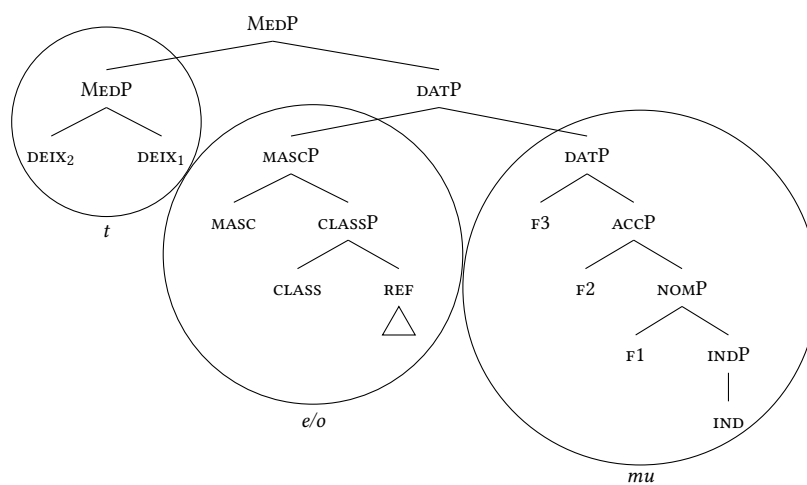 MEDP
MEDP DATP
DEIX₂ DEIX₁ MASCP DATP
t MASC CLASSP F3 ACCP
CLASS REF F2 NOMP
F1 INDP
e/o IND
mu